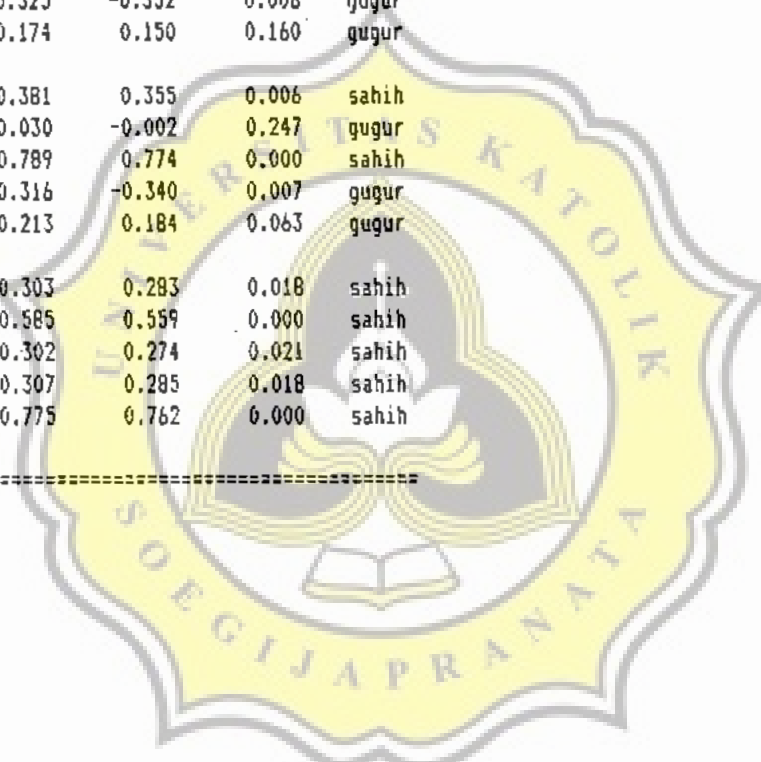 0.174 0.150 0.160 gugur
0.381 0.355 0.006 sahih
0.030 -0.002 0.247 gugur
0.789 0.774 0.000 sahih
0.316 -0.340 0.007 gugur
0.213 0.184 0.063 gugur
0.303 0.283 0.018 sahih
0.585 0.559 0.000 sahih
0.302 0.274 0.021 sahih
0.307 0.285 0.018 sahih
0.775 0.762 0.000 sahih
UNIVERSITAS KATOLIK
SOEGIJAPRANATA